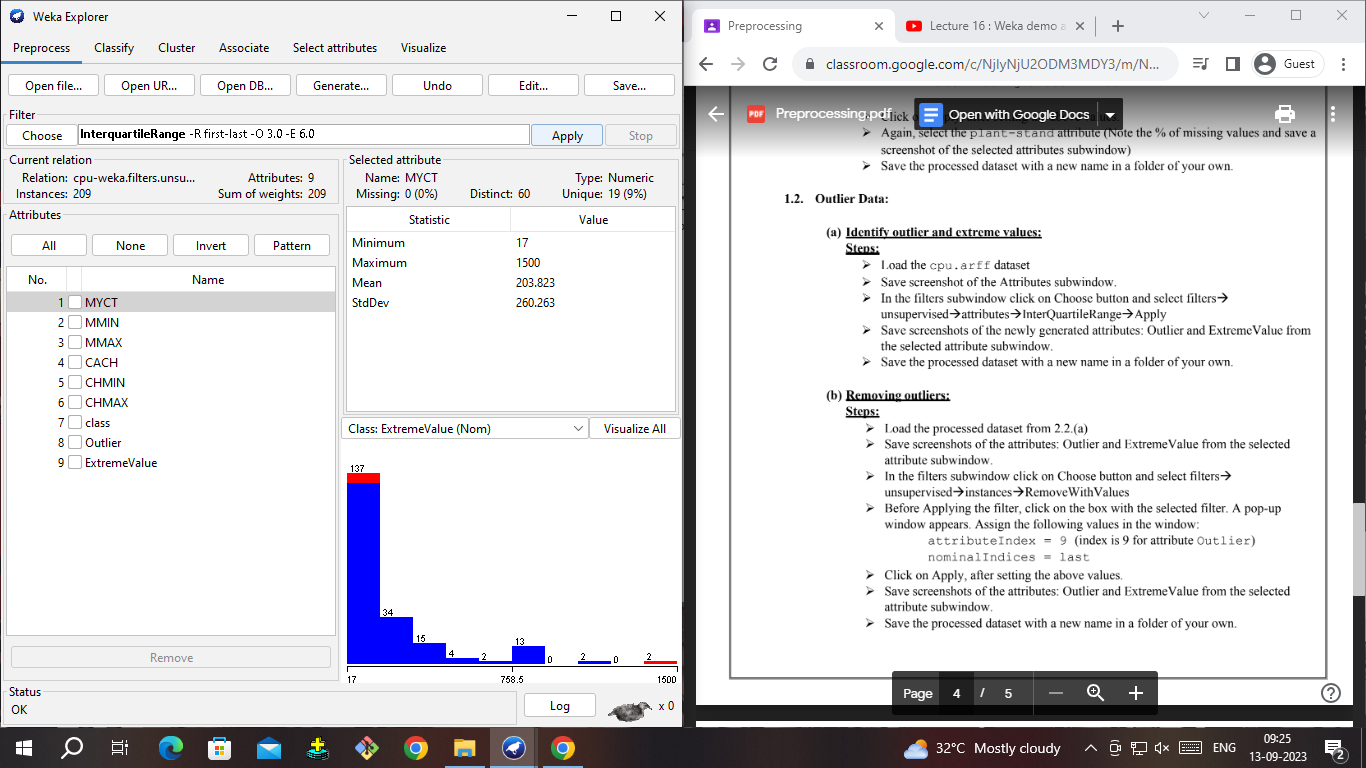 Weka Explorer
Preprocess Classify Cluster Associate Select attributes Visualize
Open file... Open UR... Open DB... Generate... Undo Edit... Save...
Filter
Choose InterquartileRange -R first-last -O 3.0 -E 6.0 Apply Stop
Current relation
Relation: cpu-weka.filters.unsu... Attributes: 9
Instances: 209 Sum of weights: 209
Attributes
All None Invert Pattern
No. Name
1 MYCT
2 MMIN
3 MMAX
4 CACH
5 CHMIN
6 CHMAX
7 class
8 Outlier
9 ExtremeValue
Remove
Status
OK
Log x 0
Selected attribute
Name: MYCT Type: Numeric
Missing: 0 (0%) Distinct: 60 Unique: 19 (9%)
Statistic Value
Minimum 17
Maximum 1500
Mean 203.823
StdDev 260.263
Class: ExtremeValue (Nom) Visualize All
137
34
15
4
2
13
0
2
0
2
17 758.5 1500
Preprocessing Lecture 16 : Weka demo a
classroom.google.com/c/NjIyNjU2ODM3MDY3/m/N... Guest
PDF Preprocessing.pdf Open with Google Docs
Again, select the plant-stand attribute (Note the % of missing values and save a
screenshot of the selected attributes subwindow)
Save the processed dataset with a new name in a folder of your own.
1.2. Outlier Data:
(a) Identify outlier and extreme values:
Steps:
Load the cpu.arff dataset
Save screenshot of the Attributes subwindow.
In the filters subwindow click on Choose button and select filters→
unsupervised→attributes→InterQuartileRange→Apply
Save screenshots of the newly generated attributes: Outlier and ExtremeValue from
the selected attribute subwindow.
Save the processed dataset with a new name in a folder of your own.
(b) Removing outliers:
Steps:
Load the processed dataset from 2.2.(a)
Save screenshots of the attributes: Outlier and ExtremeValue from the selected
attribute subwindow.
In the filters subwindow click on Choose button and select filters→
unsupervised→instances→RemoveWithValues
Before Applying the filter, click on the box with the selected filter. A pop-up
window appears. Assign the following values in the window:
attributeIndex = 9 (index is 9 for attribute Outlier)
nominalIndices = last
Click on Apply, after setting the above values.
Save screenshots of the attributes: Outlier and ExtremeValue from the selected
attribute subwindow.
Save the processed dataset with a new name in a folder of your own.
Page 4 / 5
32°C Mostly cloudy ENG 09:25
13-09-2023 2